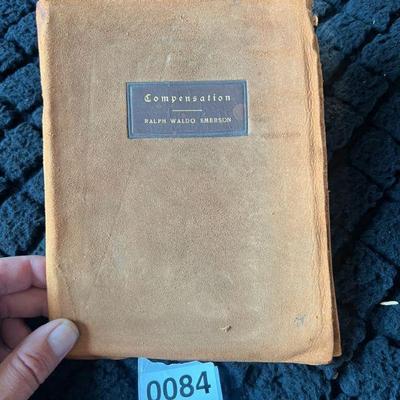 Compensation
RALPH WALDO EMERSON
0084